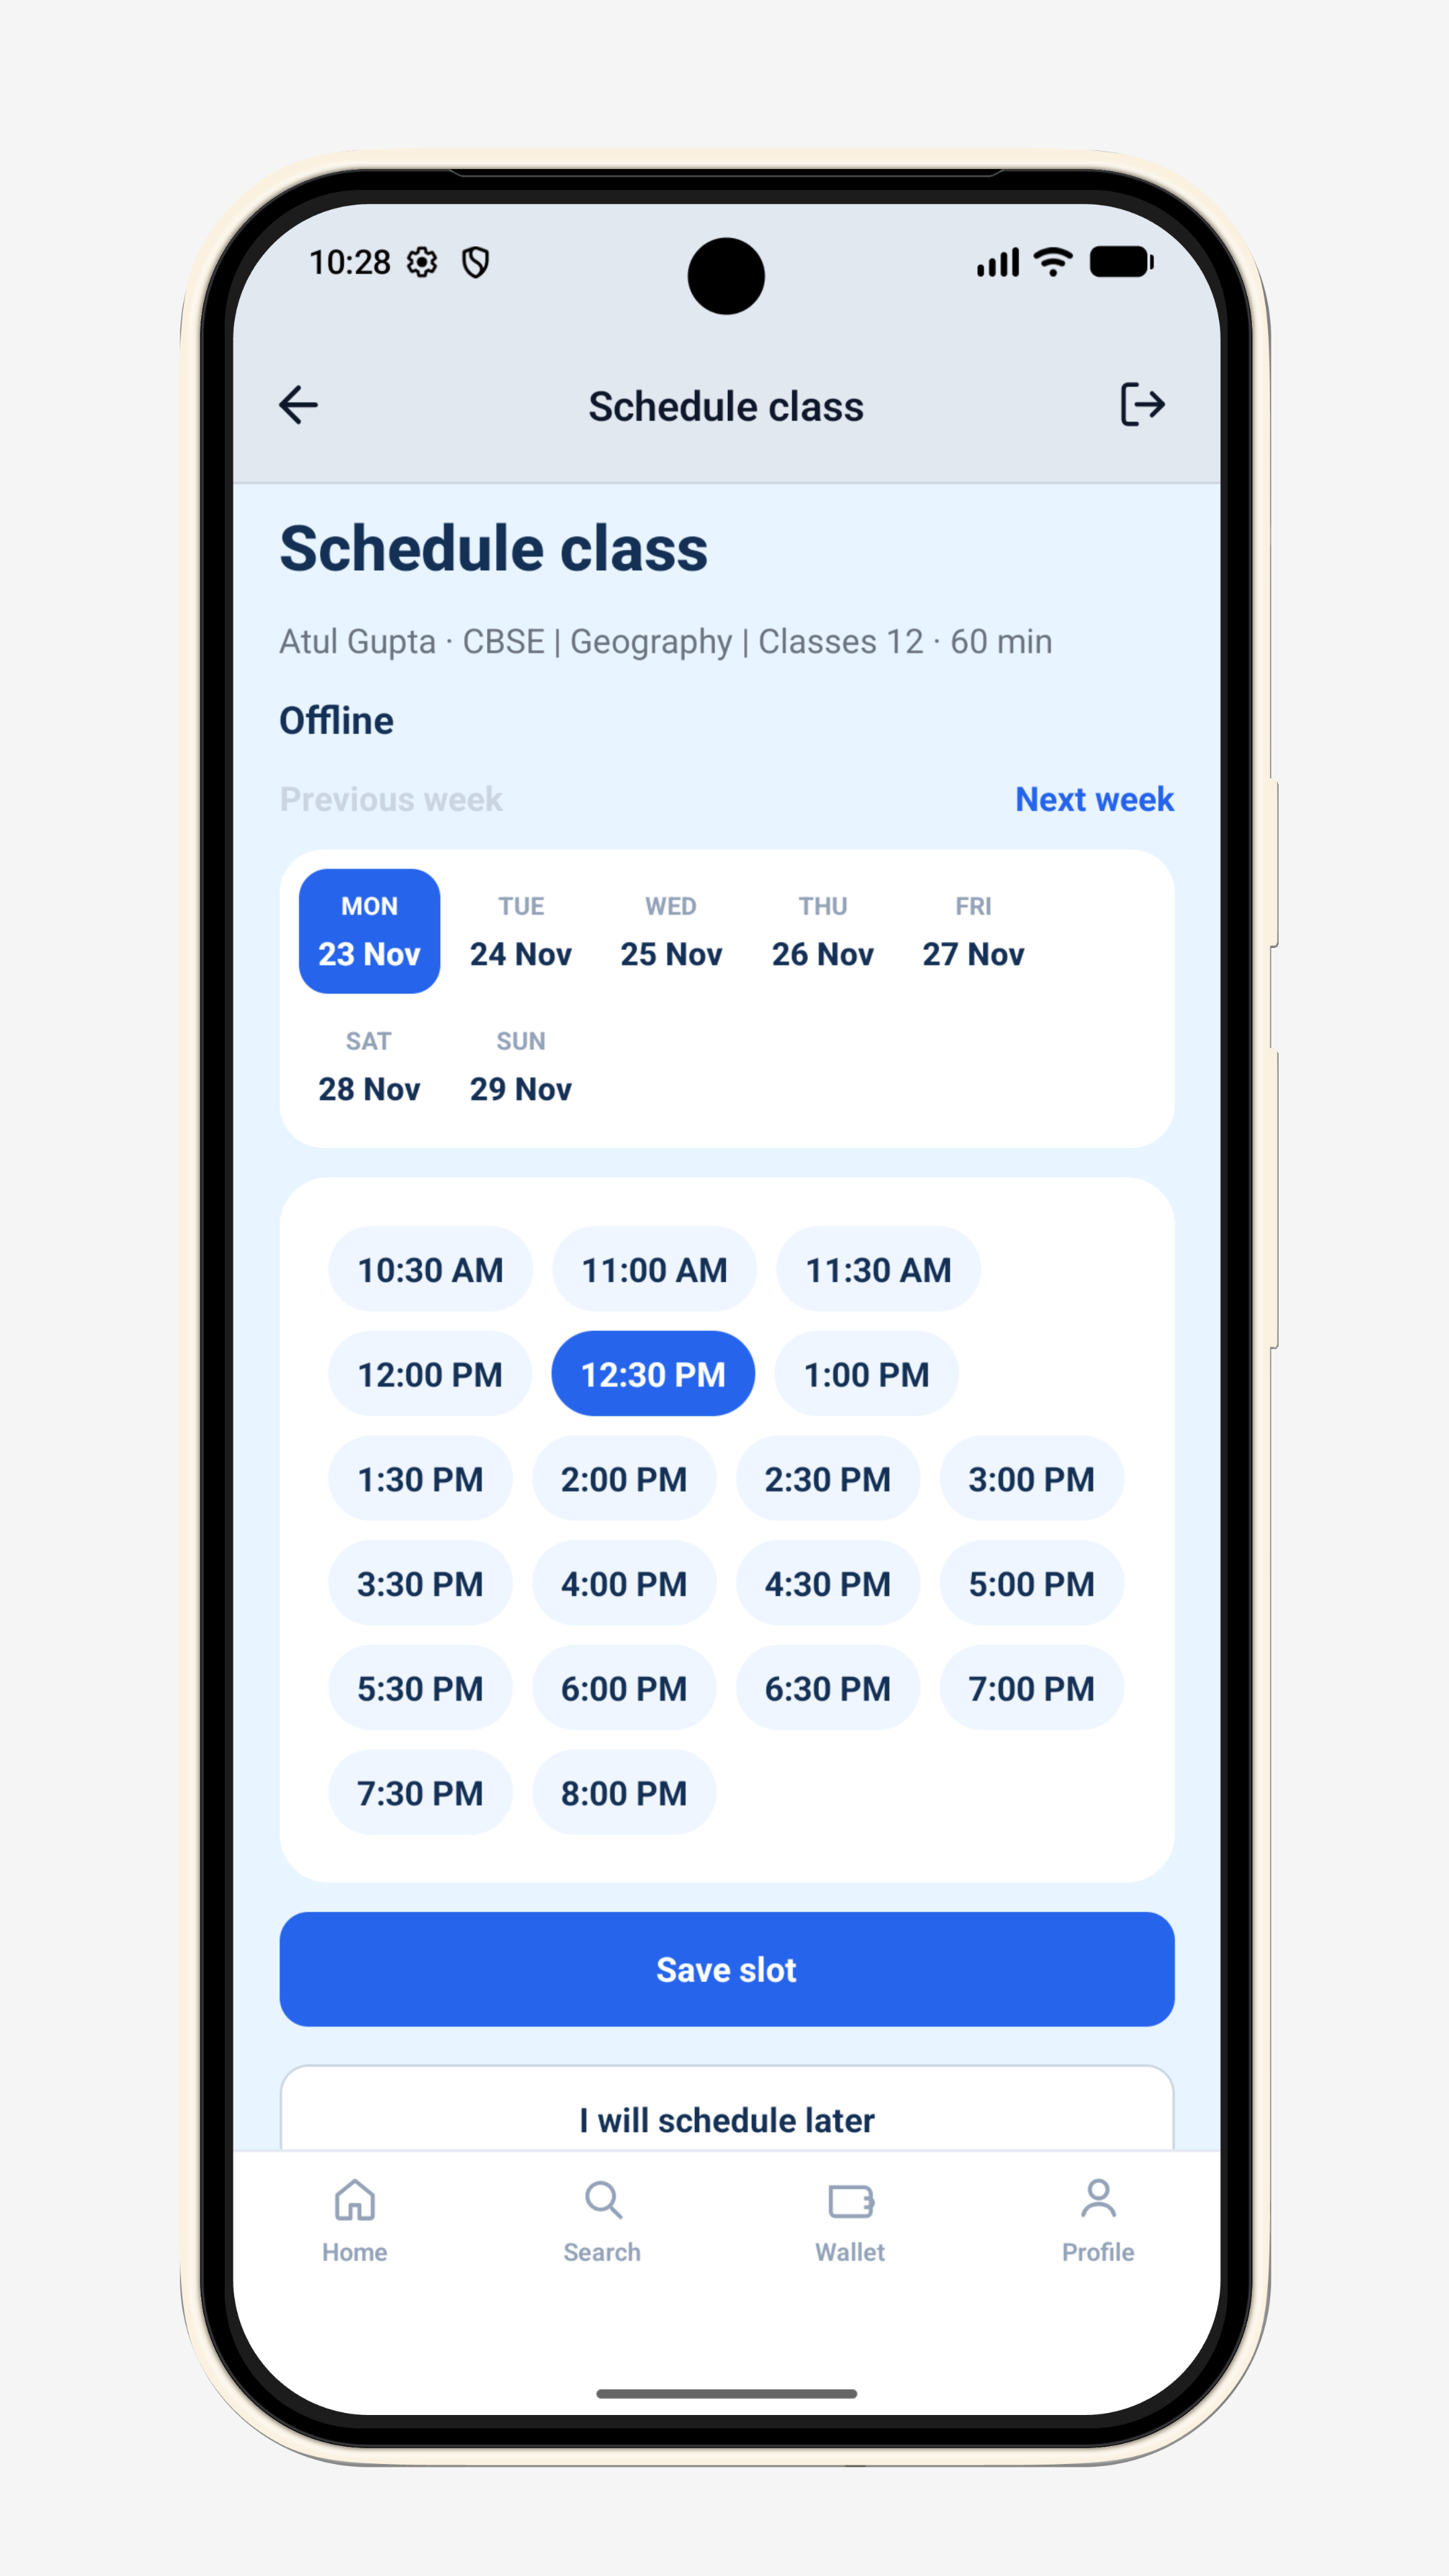 10:28
Schedule class
Schedule class
Atul Gupta · CBSE | Geography | Classes 12 · 60 min
Offline
Previous week Next week
MON TUE WED THU FRI
23 Nov 24 Nov 25 Nov 26 Nov 27 Nov
SAT SUN
28 Nov 29 Nov
10:30 AM 11:00 AM 11:30 AM
12:00 PM 12:30 PM 1:00 PM
1:30 PM 2:00 PM 2:30 PM 3:00 PM
3:30 PM 4:00 PM 4:30 PM 5:00 PM
5:30 PM 6:00 PM 6:30 PM 7:00 PM
7:30 PM 8:00 PM
Save slot
I will schedule later
Home Search Wallet Profile